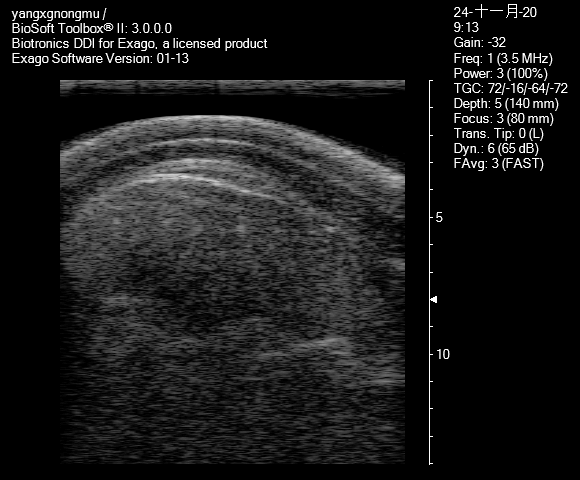 yangxgnongmu /
BioSoft Toolbox® II: 3.0.0.0
Biotronics DDI for Exago, a licensed product
Exago Software Version: 01-13
24-十一月-20
9:13
Gain: -32
Freq: 1 (3.5 MHz)
Power: 3 (100%)
TGC: 72/-16/-64/-72
Depth: 5 (140 mm)
Focus: 3 (80 mm)
Trans. Tip: 0 (L)
Dyn.: 6 (65 dB)
FAvg: 3 (FAST)
5
10